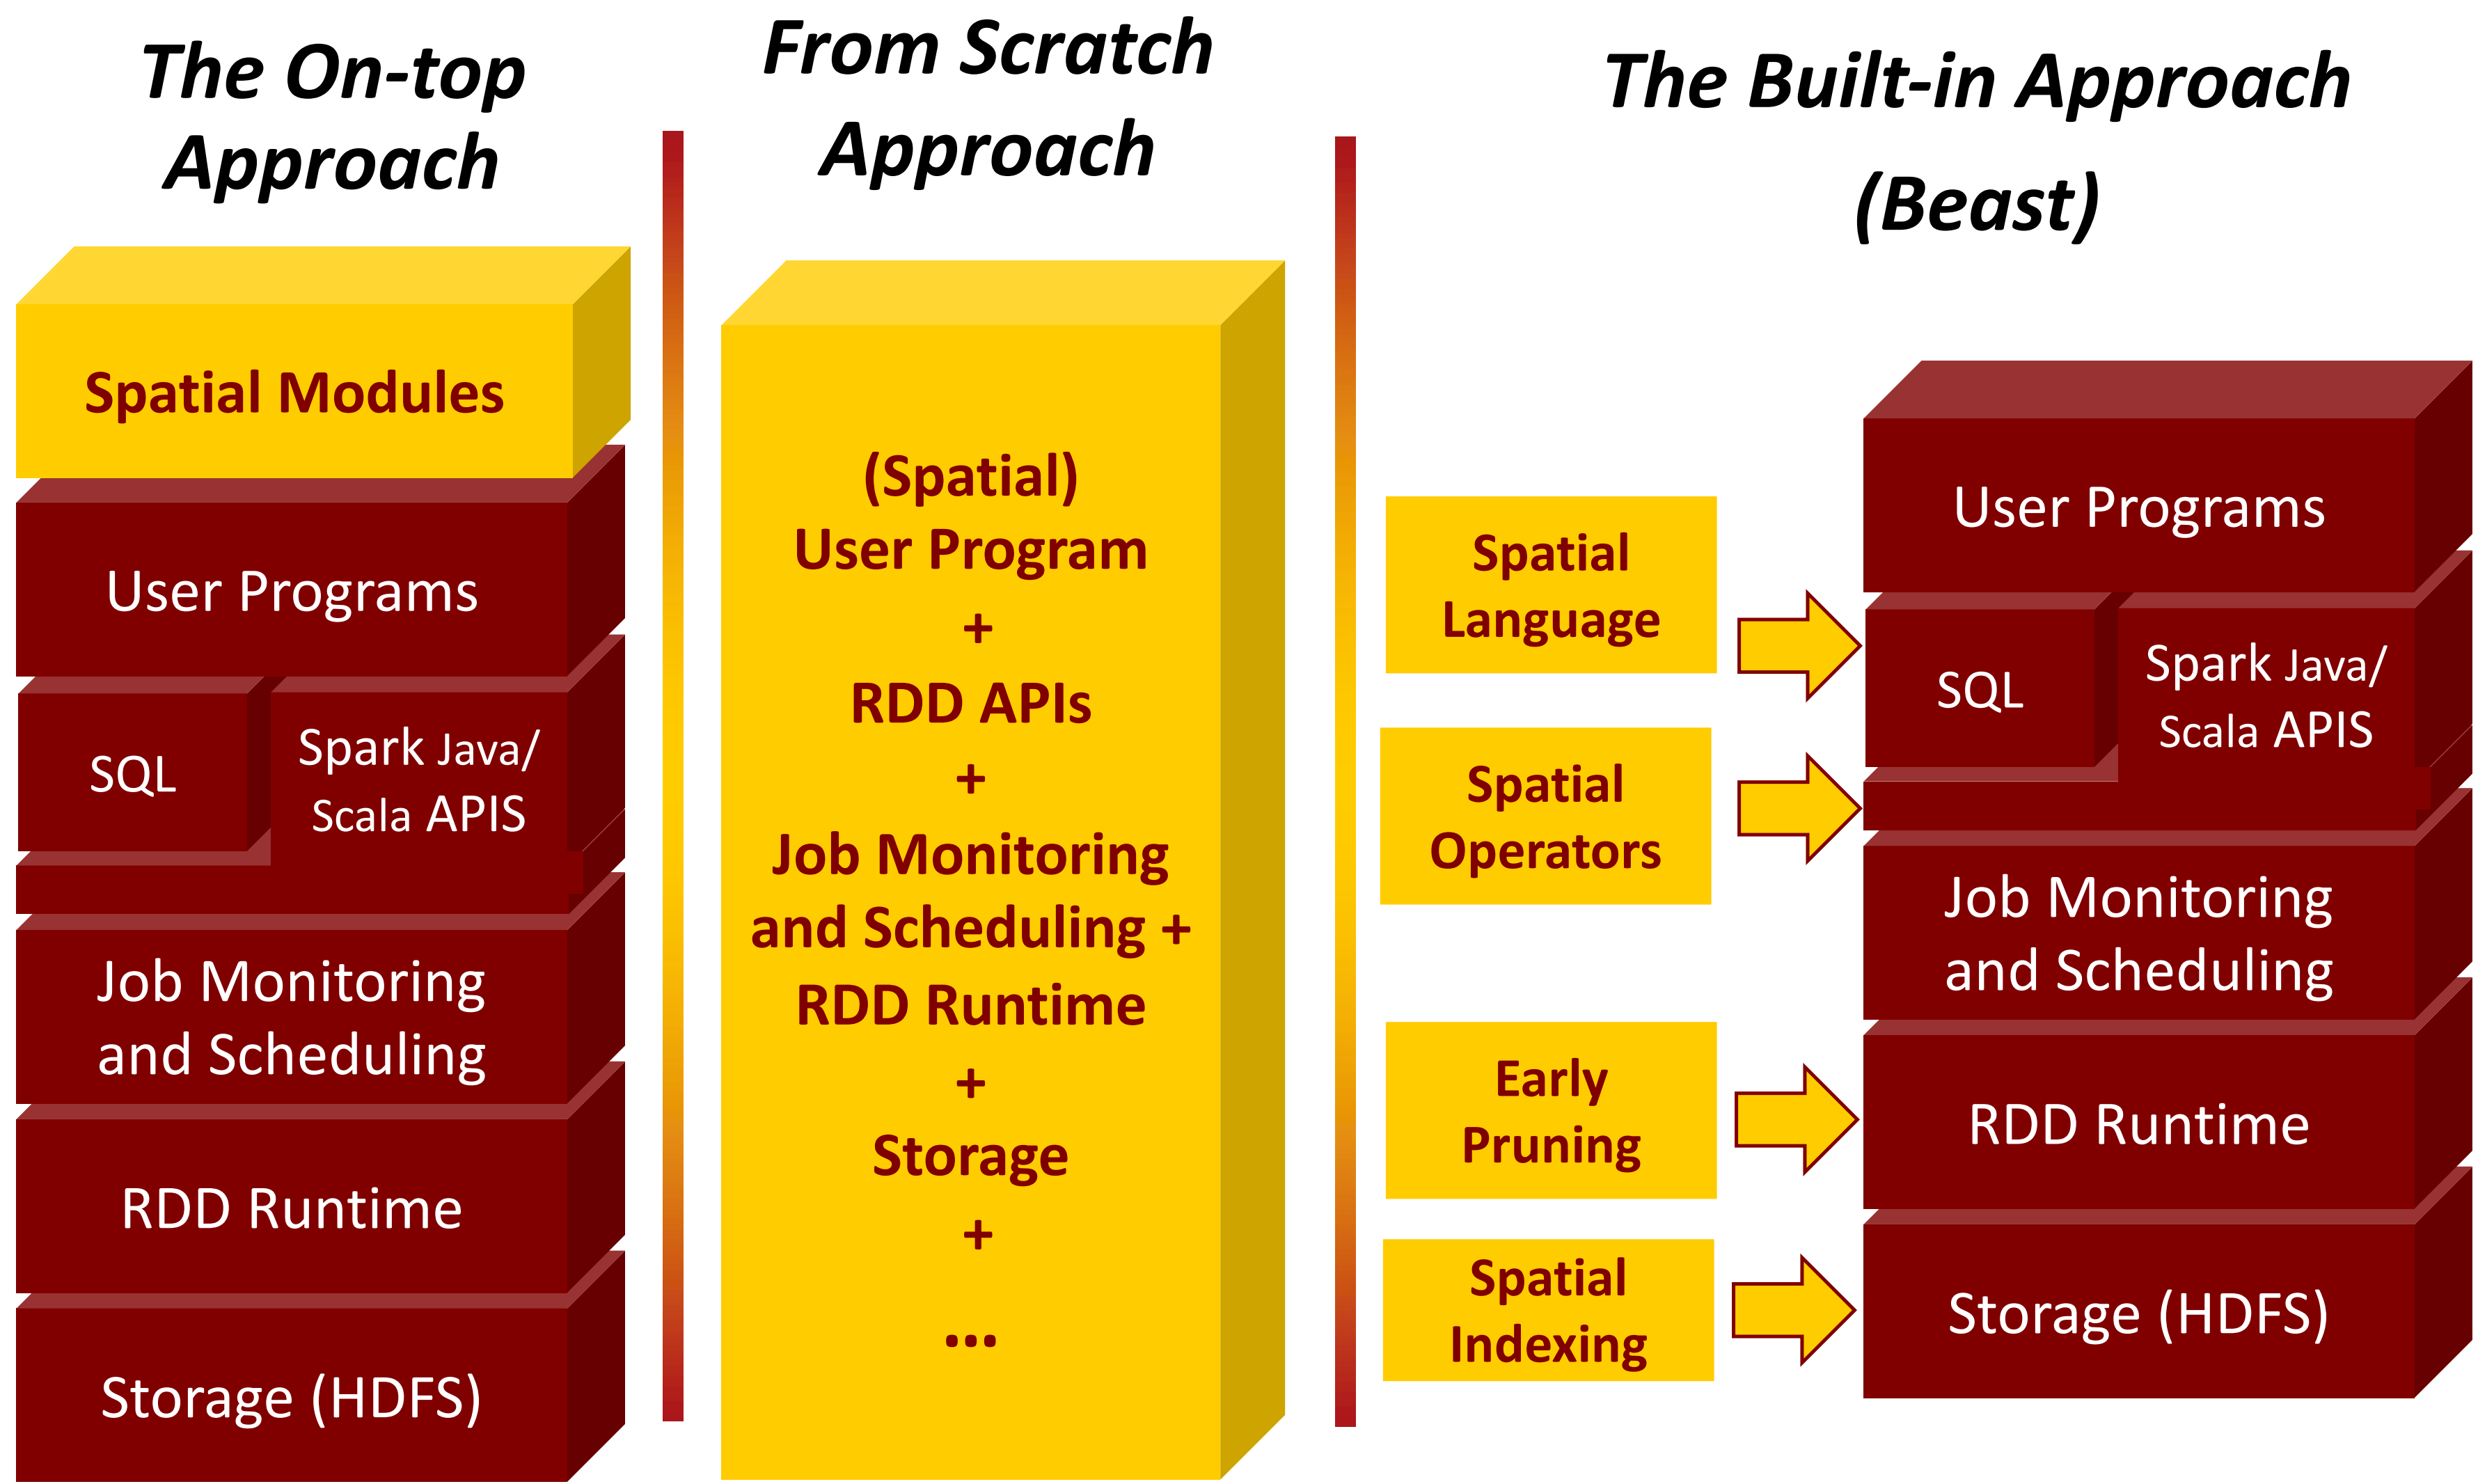 The On-top
Approach
Spatial Modules
User Programs
SQL
Spark Java/
Scala APIS
Job Monitoring
and Scheduling
RDD Runtime
Storage (HDFS)
From Scratch
Approach
(Spatial)
User Program
+
RDD APIs
+
Job Monitoring
and Scheduling +
RDD Runtime
+
Storage
+
...
The Built-in Approach
(Beast)
Spatial
Language
Spatial
Operators
Early
Pruning
Spatial
Indexing
User Programs
SQL
Spark Java/
Scala APIS
Job Monitoring
and Scheduling
RDD Runtime
Storage (HDFS)